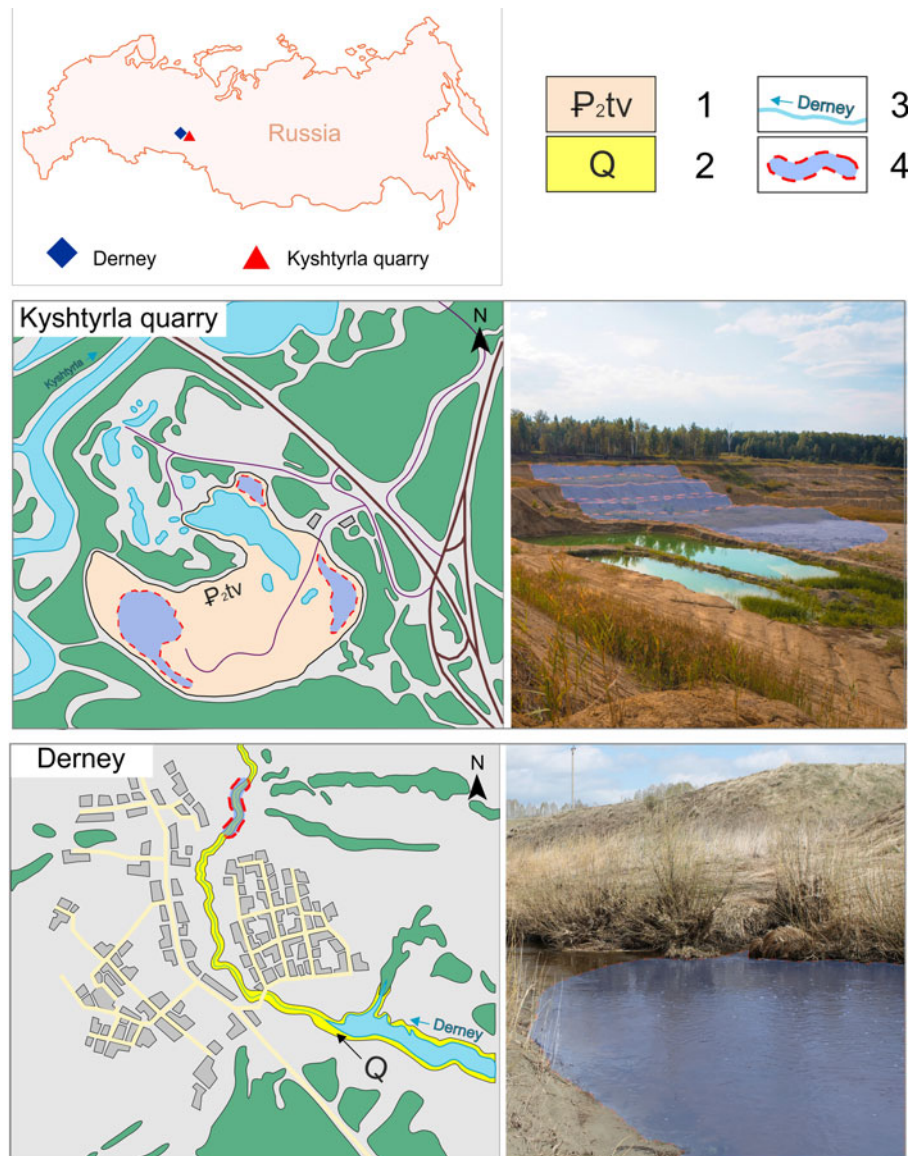 Russia
Derney
Kyshtyrla quarry
₽₂tv 1
Derney 3
Q 2
4
Kyshtyrla quarry
N
Kyshtyrla
₽₂tv
Derney
N
Derney
Q